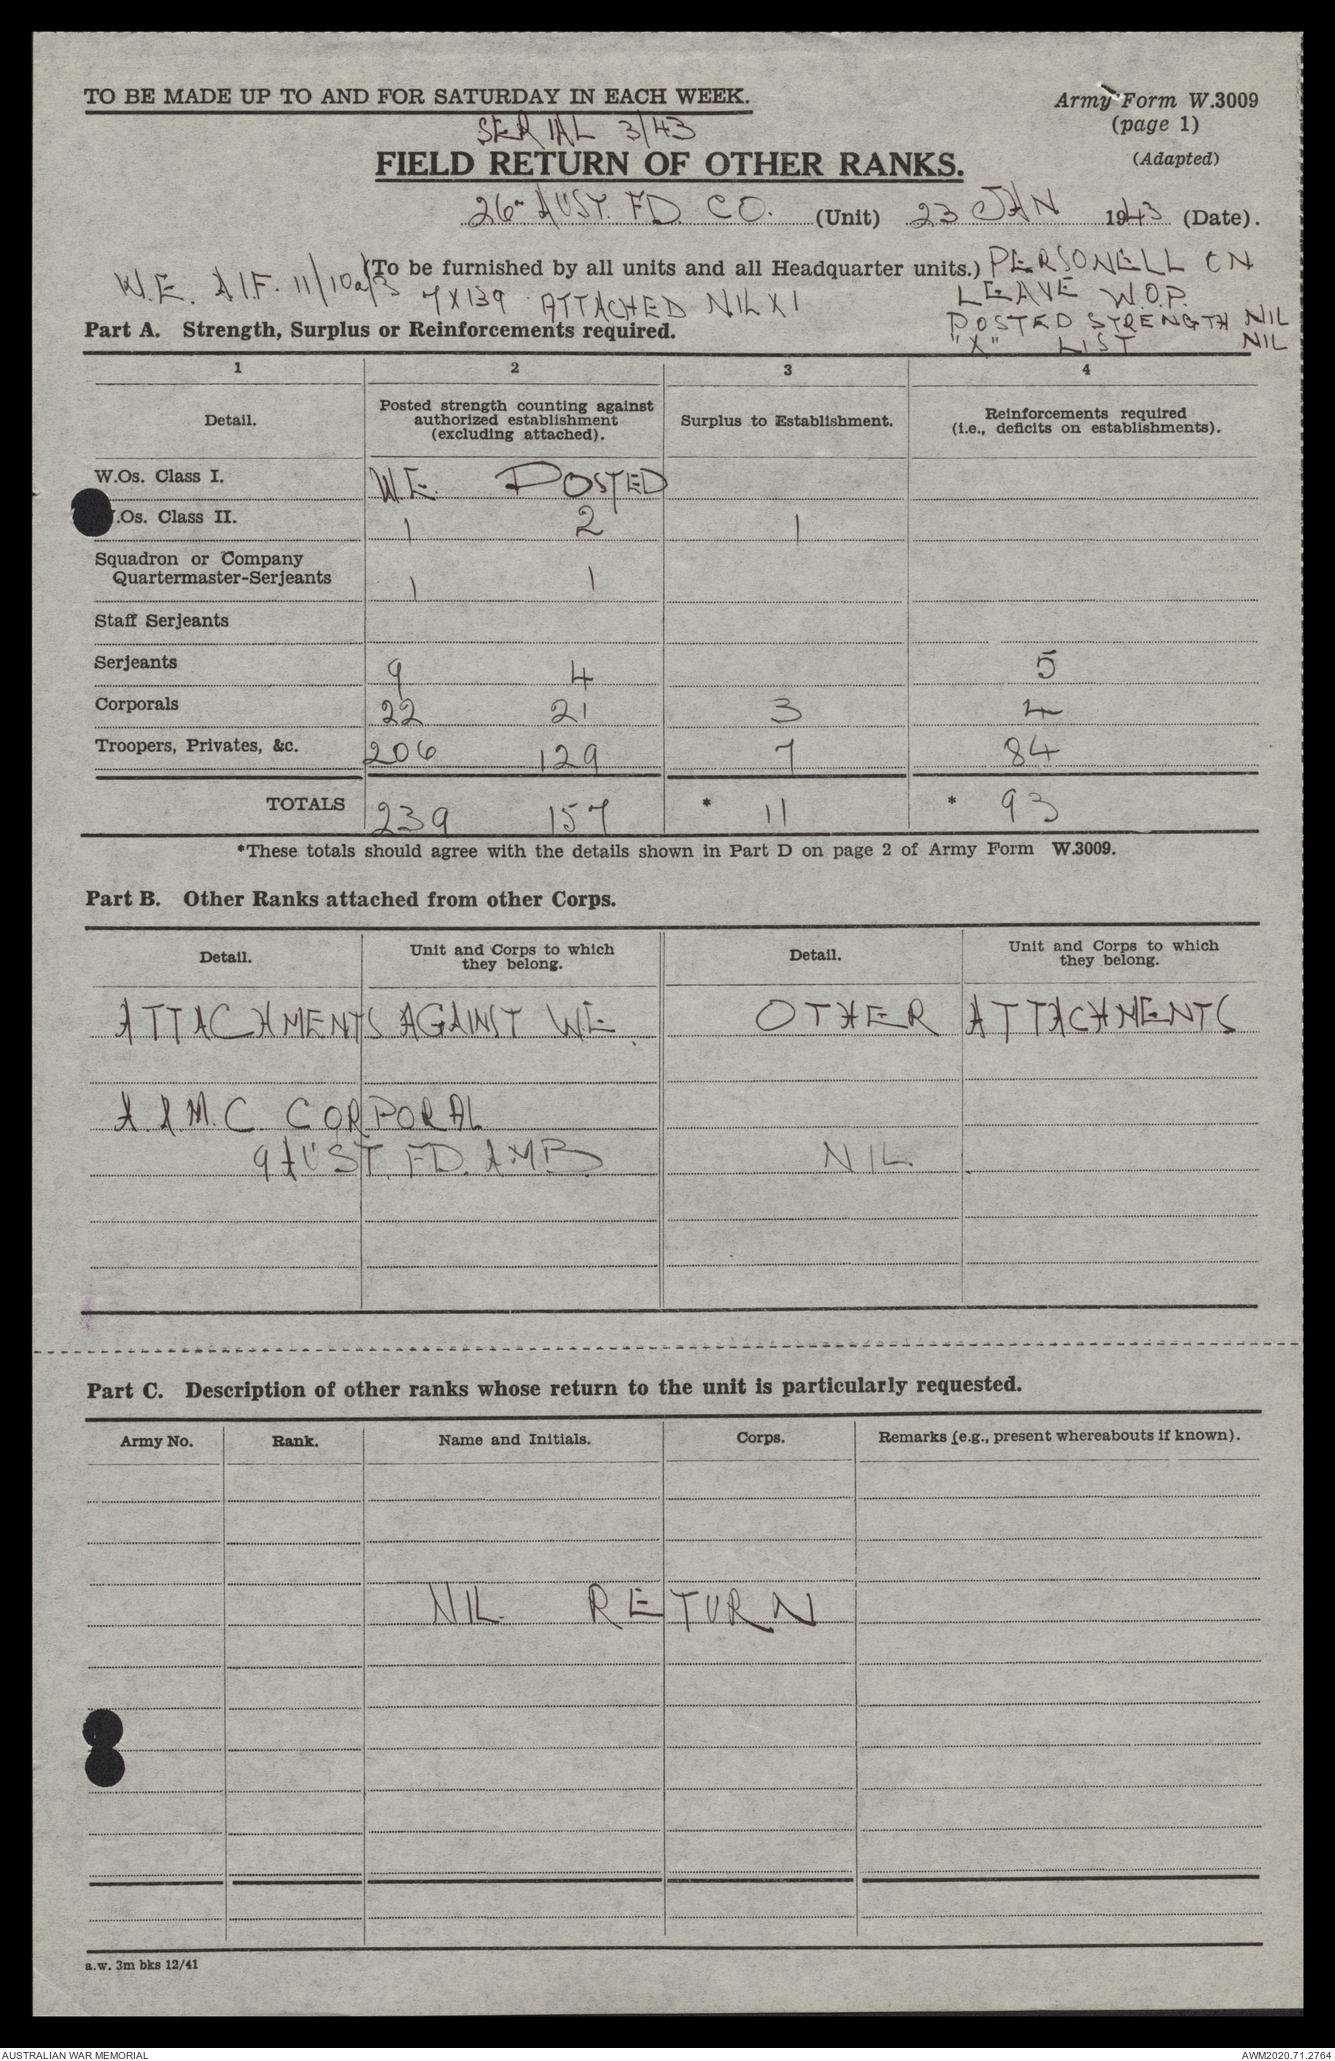 TO BE MADE UP TO AND FOR SATURDAY IN EACH WEEK.
Army Form W.3009
(page 1)
(Adapted)
SERIAL 3/43
FIELD RETURN OF OTHER RANKS.
26 AUST. FD. CO. (Unit) 23 JAN 1943 (Date).
(To be furnished by all units and all Headquarter units.)
W.E. AIF. 11/10a/3 7X139 ATTACHED NIL X 1
PERSONELL ON
LEAVE W.O.P.
POSTED STRENGTH NIL
"X" LIST NIL
Part A. Strength, Surplus or Reinforcements required.
1 2 3 4
Detail. Posted strength counting against authorized establishment (excluding attached). Surplus to Establishment. Reinforcements required (i.e., deficits on establishments).
W.Os. Class I. W.E. POSTED
.Os. Class II. 1 2 1
Squadron or Company
Quartermaster-Serjeants 1 1
Staff Serjeants
Serjeants 9 4 5
Corporals 22 21 3 4
Troopers, Privates, &c. 206 129 7 84
TOTALS 239 157 * 11 * 93
*These totals should agree with the details shown in Part D on page 2 of Army Form W.3009.
Part B. Other Ranks attached from other Corps.
Detail. Unit and Corps to which they belong. Detail. Unit and Corps to which they belong.
ATTACHMENTS AGAINST WE. OTHER ATTACHMENTS
A.A.M.C. CORPORAL
9 AUST. FD. AMB. NIL.
Part C. Description of other ranks whose return to the unit is particularly requested.
Army No. Rank. Name and Initials. Corps. Remarks (e.g., present whereabouts if known).
NIL. RETURN
a.w. 3m bks 12/41
AUSTRALIAN WAR MEMORIAL
AWM2020.71.2764